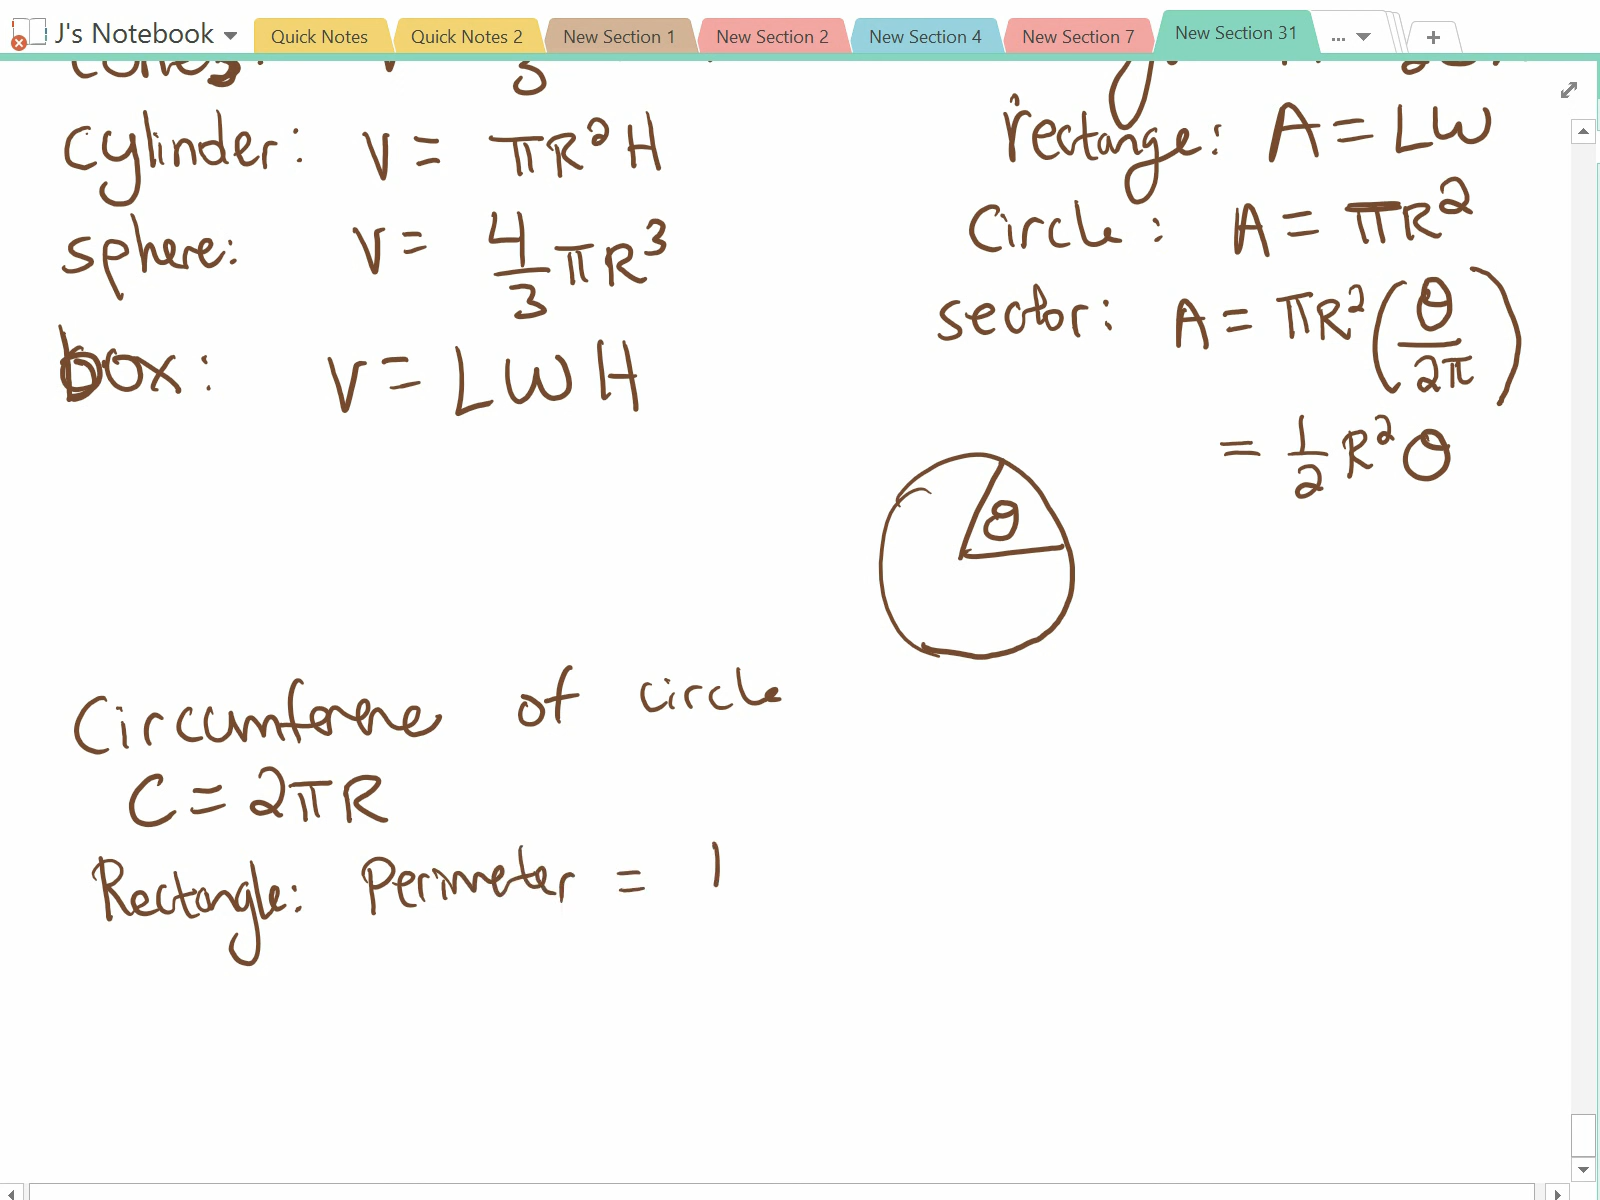 J's Notebook Quick Notes Quick Notes 2 New Section 1 New Section 2 New Section 4 New Section 7 New Section 31 ... +
cylinder: V = πR²H
sphere: V = 4/3 πR³
box: V = LWH
rectange: A = LW
Circle: A = πR²
sector: A = πR² (θ/2π)
= 1/2 R² θ
θ
of circle
C = 2πR
Rectangle: Perimeter = 1